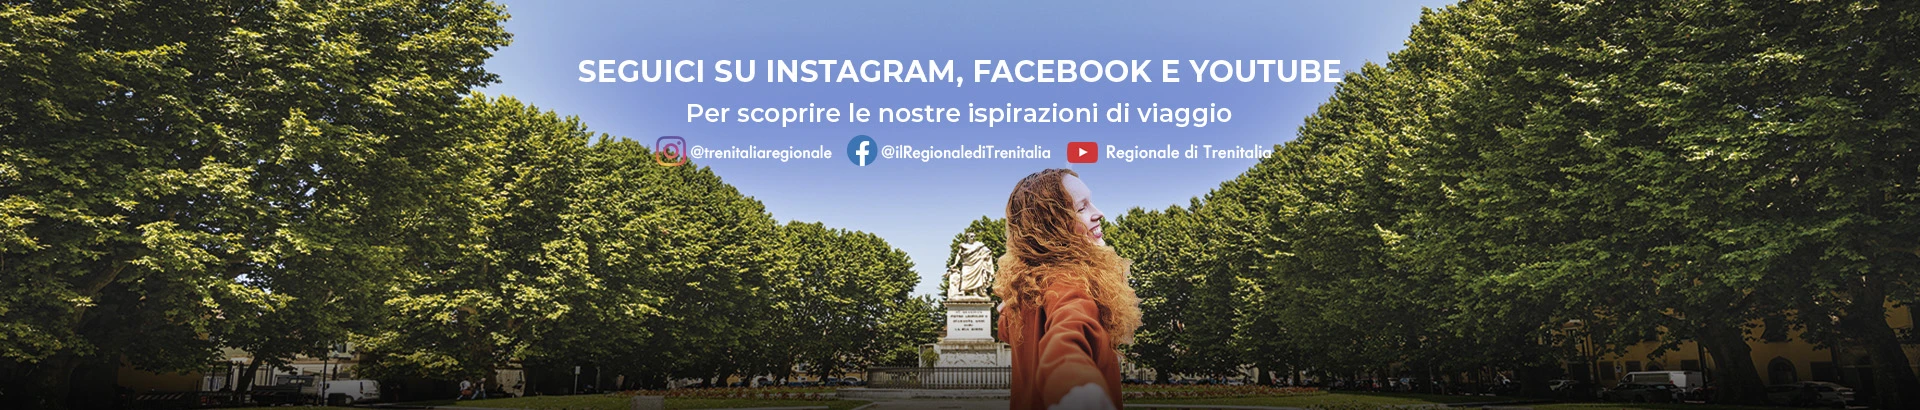 SEGUICI SU INSTAGRAM, FACEBOOK E YOUTUBE
Per scoprire le nostre ispirazioni di viaggio
@trenitaliaregionale @ilRegionalediTrenitalia Regionale di Trenitalia